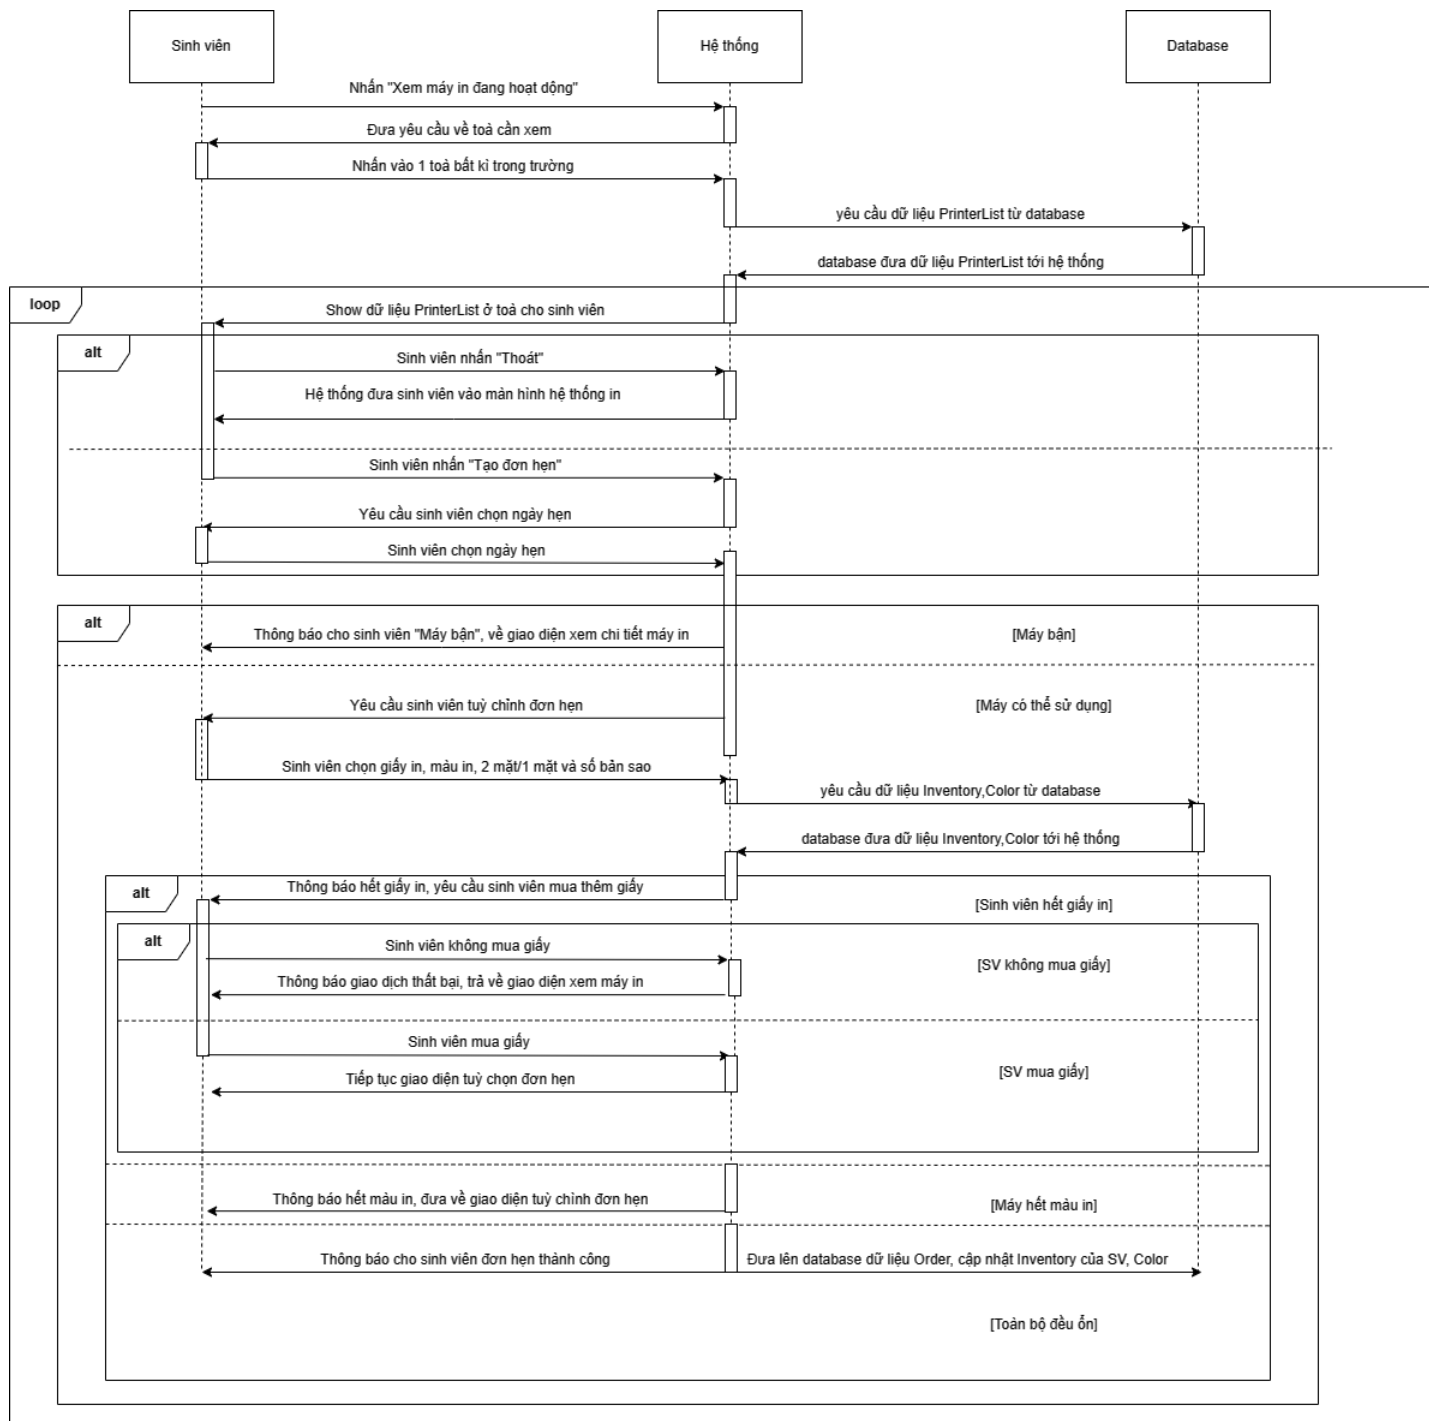 Sinh viên
Hệ thống
Database
Nhấn "Xem máy in đang hoạt động"
Đưa yêu cầu về toà cần xem
Nhấn vào 1 toà bất kì trong trường
yêu cầu dữ liệu PrinterList từ database
database đưa dữ liệu PrinterList tới hệ thống
loop
Show dữ liệu PrinterList ở toà cho sinh viên
alt
Sinh viên nhấn "Thoát"
Hệ thống đưa sinh viên vào màn hình hệ thống in
Sinh viên nhấn "Tạo đơn hẹn"
Yêu cầu sinh viên chọn ngày hẹn
Sinh viên chọn ngày hẹn
alt
Thông báo cho sinh viên "Máy bận", về giao diện xem chi tiết máy in
[Máy bận]
Yêu cầu sinh viên tuỳ chỉnh đơn hẹn
[Máy có thể sử dụng]
Sinh viên chọn giấy in, màu in, 2 mặt/1 mặt và số bản sao
yêu cầu dữ liệu Inventory,Color từ database
database đưa dữ liệu Inventory,Color tới hệ thống
alt
Thông báo hết giấy in, yêu cầu sinh viên mua thêm giấy
[Sinh viên hết giấy in]
alt
Sinh viên không mua giấy
[SV không mua giấy]
Thông báo giao dịch thất bại, trả về giao diện xem máy in
Sinh viên mua giấy
[SV mua giấy]
Tiếp tục giao diện tuỳ chọn đơn hẹn
Thông báo hết màu in, đưa về giao diện tuỳ chỉnh đơn hẹn
[Máy hết màu in]
Thông báo cho sinh viên đơn hẹn thành công
Đưa lên database dữ liệu Order, cập nhật Inventory của SV, Color
[Toàn bộ đều ổn]